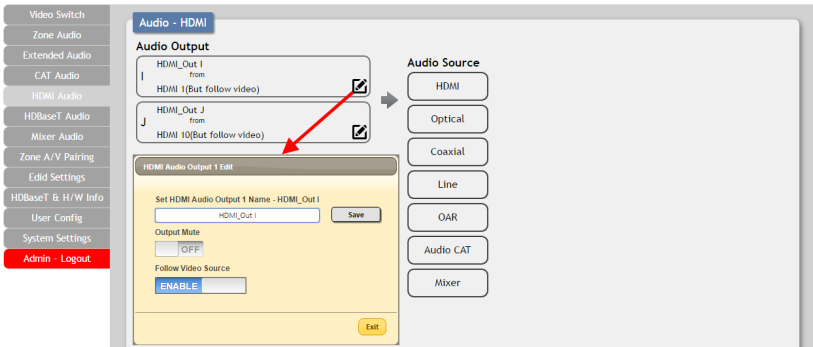 Video Switch
Zone Audio
Extended Audio
CAT Audio
HDMI Audio
HDBaseT Audio
Mixer Audio
Zone A/V Pairing
Edid Settings
HDBaseT & H/W Info
User Config
System Settings
Admin - Logout
Audio - HDMI
Audio Output
I
HDMI_Out I
from
HDMI 1(But follow video)
J
HDMI_Out J
from
HDMI 10(But follow video)
HDMI Audio Output 1 Edit
Set HDMI Audio Output 1 Name - HDMI_Out I
HDMI_Out I Save
Output Mute
OFF
Follow Video Source
ENABLE
Exit
Audio Source
HDMI
Optical
Coaxial
Line
OAR
Audio CAT
Mixer